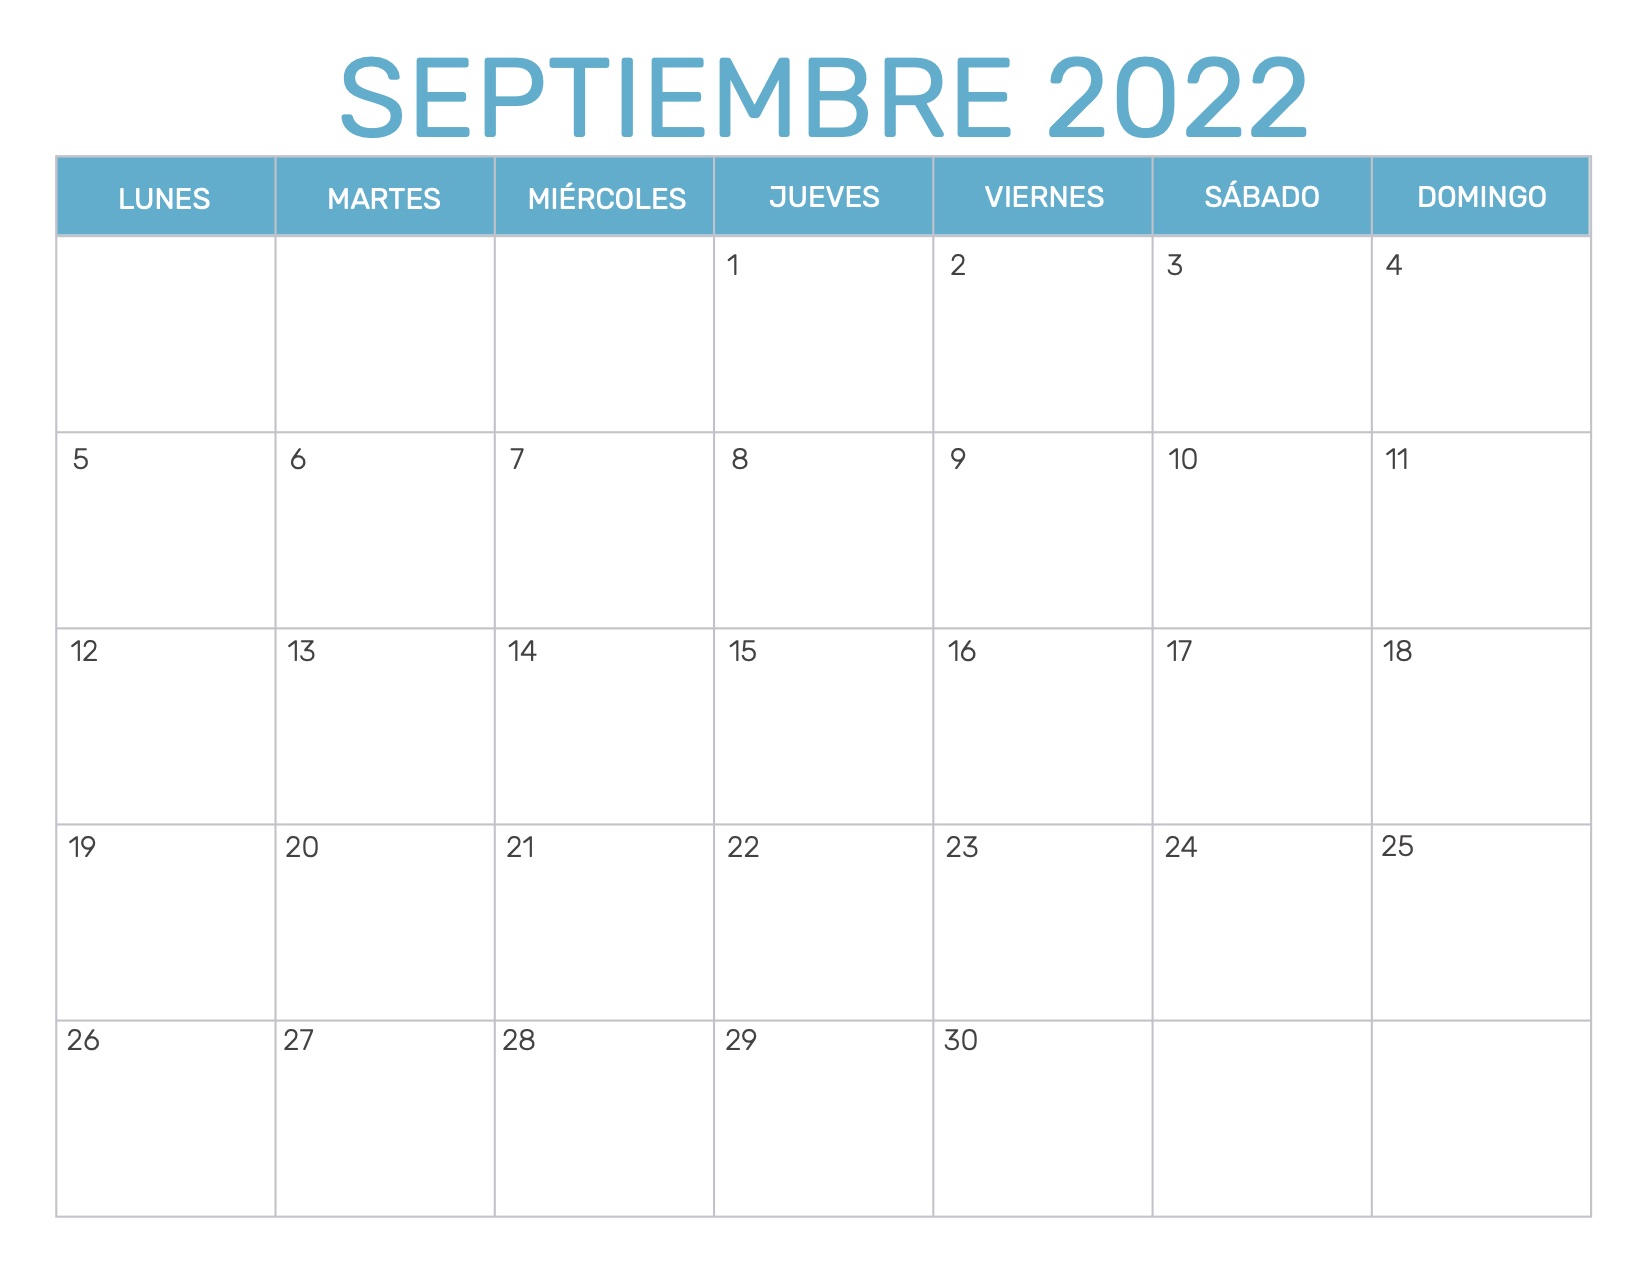 SEPTIEMBRE 2022
LUNES MARTES MIÉRCOLES JUEVES VIERNES SÁBADO DOMINGO
1 2 3 4
5 6 7 8 9 10 11
12 13 14 15 16 17 18
19 20 21 22 23 24 25
26 27 28 29 30